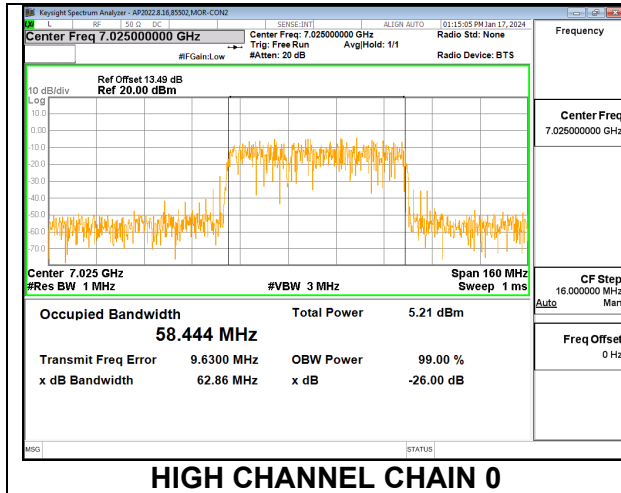 Keysight Spectrum Analyzer - AP2022.8.16,85502,MOR-CON2
L RF 50 Ω DC SENSE:INT ALIGN AUTO 01:15:05 PM Jan 17, 2024
Center Freq 7.025000000 GHz
Center Freq: 7.025000000 GHz
Radio Std: None
Trig: Free Run Avg|Hold: 1/1
#IFGain:Low #Atten: 20 dB Radio Device: BTS
Frequency
Ref Offset 13.49 dB
10 dB/div Ref 20.00 dBm
Log
10.0
0.00
-10.0
-20.0
-30.0
-40.0
-50.0
-60.0
-70.0
Center 7.025 GHz Span 160 MHz
#Res BW 1 MHz #VBW 3 MHz Sweep 1 ms
Occupied Bandwidth Total Power 5.21 dBm
58.444 MHz
Transmit Freq Error 9.6300 MHz OBW Power 99.00 %
x dB Bandwidth 62.86 MHz x dB -26.00 dB
Center Freq
7.025000000 GHz
CF Step
16.000000 MHz
Auto Man
Freq Offset
0 Hz
MSG STATUS
HIGH CHANNEL CHAIN 0